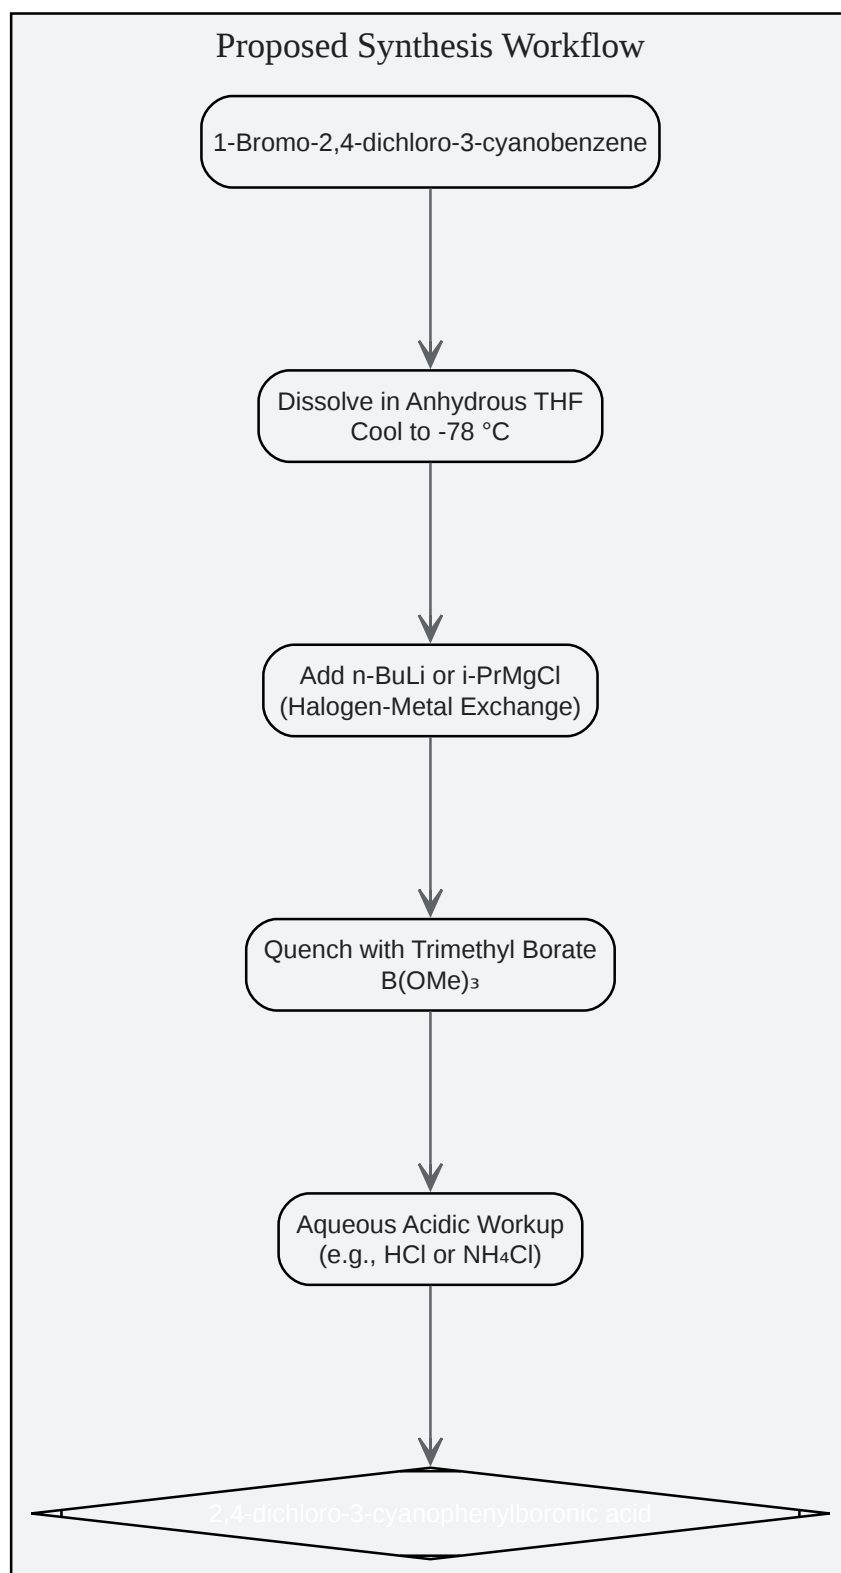 Proposed Synthesis Workflow
1-Bromo-2,4-dichloro-3-cyanobenzene
Dissolve in Anhydrous THF
Cool to -78 °C
Add n-BuLi or i-PrMgCl
(Halogen-Metal Exchange)
Quench with Trimethyl Borate
B(OMe)₃
Aqueous Acidic Workup
(e.g., HCl or NH₄Cl)
2,4-dichloro-3-cyanophenylboronic acid